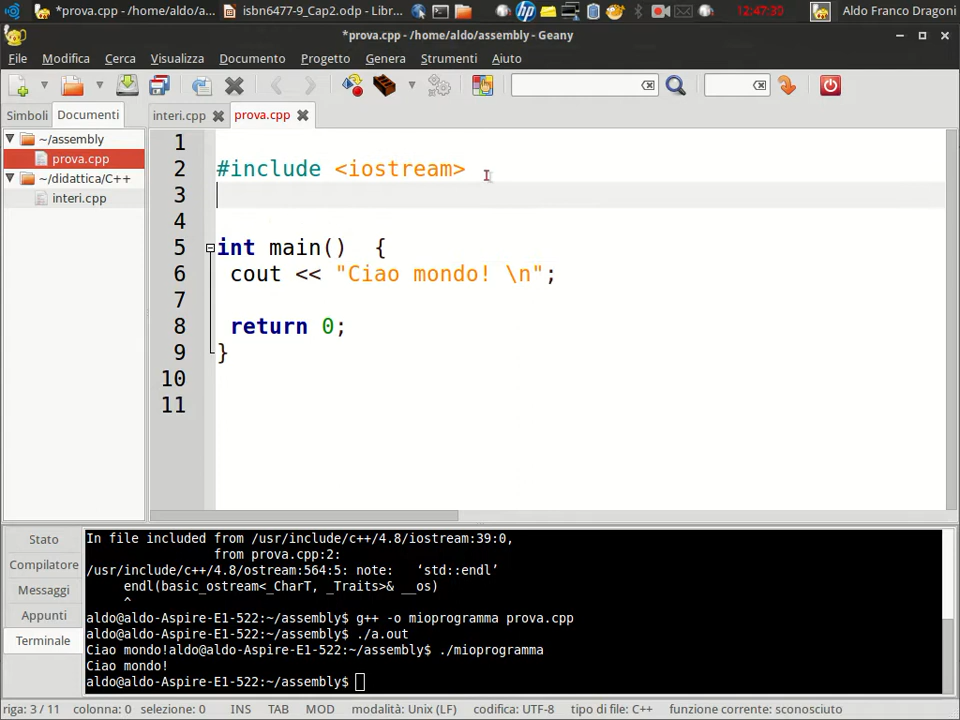 *prova.cpp - /home/aldo/a...
isbn6477-9_Cap2.odp - Libr...
12:47:30
Aldo Franco Dragoni
*prova.cpp - /home/aldo/assembly - Geany
File Modifica Cerca Visualizza Documento Progetto Genera Strumenti Aiuto
Simboli Documenti interi.cpp prova.cpp
~/assembly
prova.cpp
~/didattica/C++
interi.cpp
1
2 #include <iostream>
3
4
5 int main()  {
6  cout << "Ciao mondo! \n";
7
8  return 0;
9 }
10
11
Stato
Compilatore
Messaggi
Appunti
Terminale
In file included from /usr/include/c++/4.8/iostream:39:0,
                 from prova.cpp:2:
/usr/include/c++/4.8/ostream:564:5: note:   ‘std::endl’
     endl(basic_ostream<_CharT, _Traits>& __os)
     ^
aldo@aldo-Aspire-E1-522:~/assembly$ g++ -o mioprogramma prova.cpp
aldo@aldo-Aspire-E1-522:~/assembly$ ./a.out
Ciao mondo!aldo@aldo-Aspire-E1-522:~/assembly$ ./mioprogramma
Ciao mondo!
aldo@aldo-Aspire-E1-522:~/assembly$
riga: 3 / 11 colonna: 0 selezione: 0 INS TAB MOD modalità: Unix (LF) codifica: UTF-8 tipo di file: C++ funzione corrente: sconosciuto